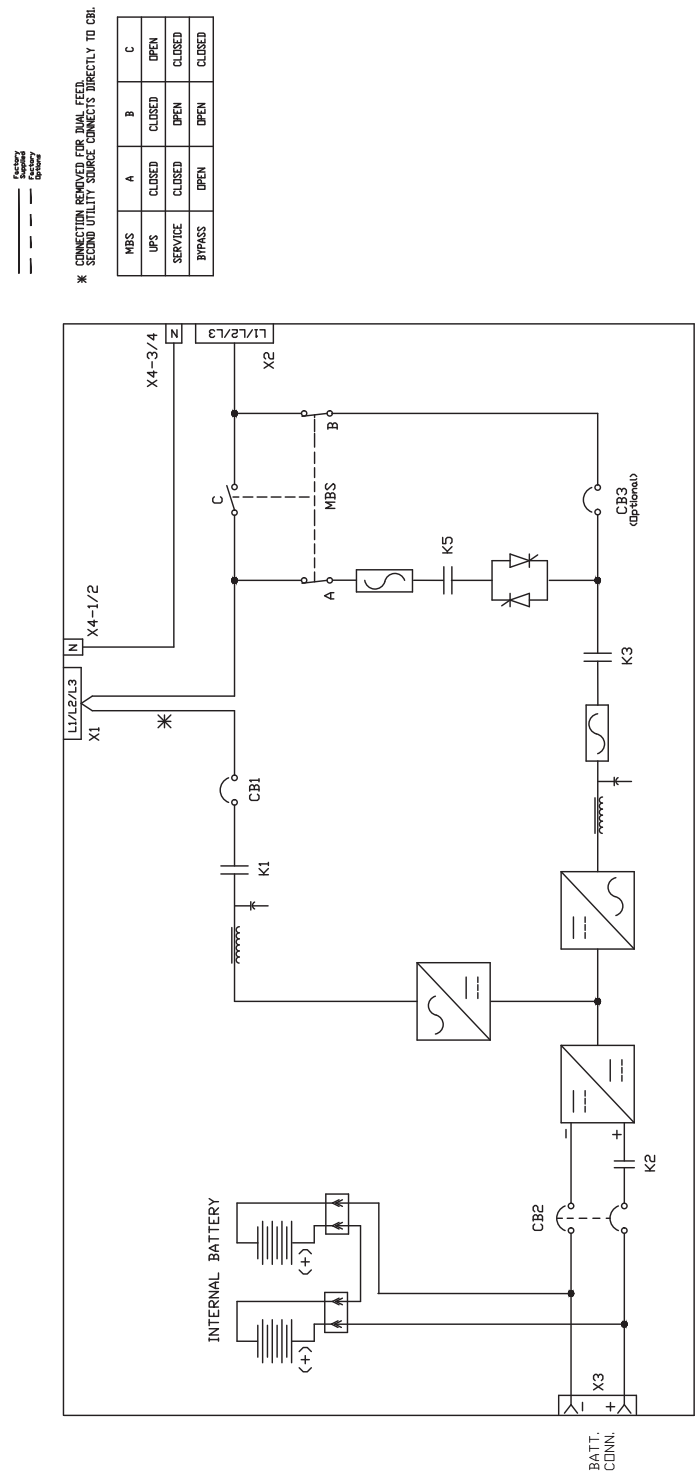 Factory
Supplied
Factory
Options
* CONNECTION REMOVED FOR DUAL FEED.
SECOND UTILITY SOURCE CONNECTS DIRECTLY TO CB1.
MBS A B C
UPS CLOSED CLOSED OPEN
SERVICE CLOSED OPEN CLOSED
BYPASS OPEN OPEN CLOSED
INTERNAL BATTERY
(+)
(+)
BATT.
CONN.
X3
-
+
CB2
K2
-
+
L1/L2/L3
X1
N
X4-1/2
*
K1
CB1
C
A
B
MBS
K5
K3
CB3
(Optional)
X4-3/4
N
L1/L2/L3
X2